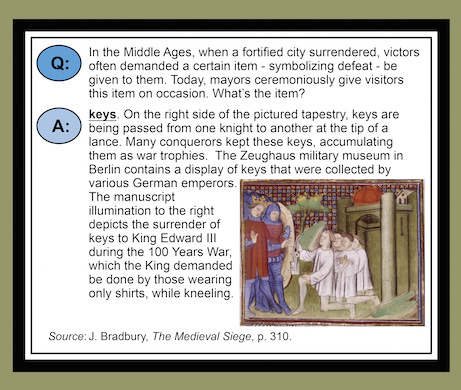 Q:
In the Middle Ages, when a fortified city surrendered, victors
often demanded a certain item - symbolizing defeat - be
given to them. Today, mayors ceremoniously give visitors
this item on occasion. What's the item?
A:
keys. On the right side of the pictured tapestry, keys are
being passed from one knight to another at the tip of a
lance. Many conquerors kept these keys, accumulating
them as war trophies.  The Zeughaus military museum in
Berlin contains a display of keys that were collected by
various German emperors.
The manuscript
illumination to the right
depicts the surrender of
keys to King Edward III
during the 100 Years War,
which the King demanded
be done by those wearing
only shirts, while kneeling.
Source: J. Bradbury, The Medieval Siege, p. 310.